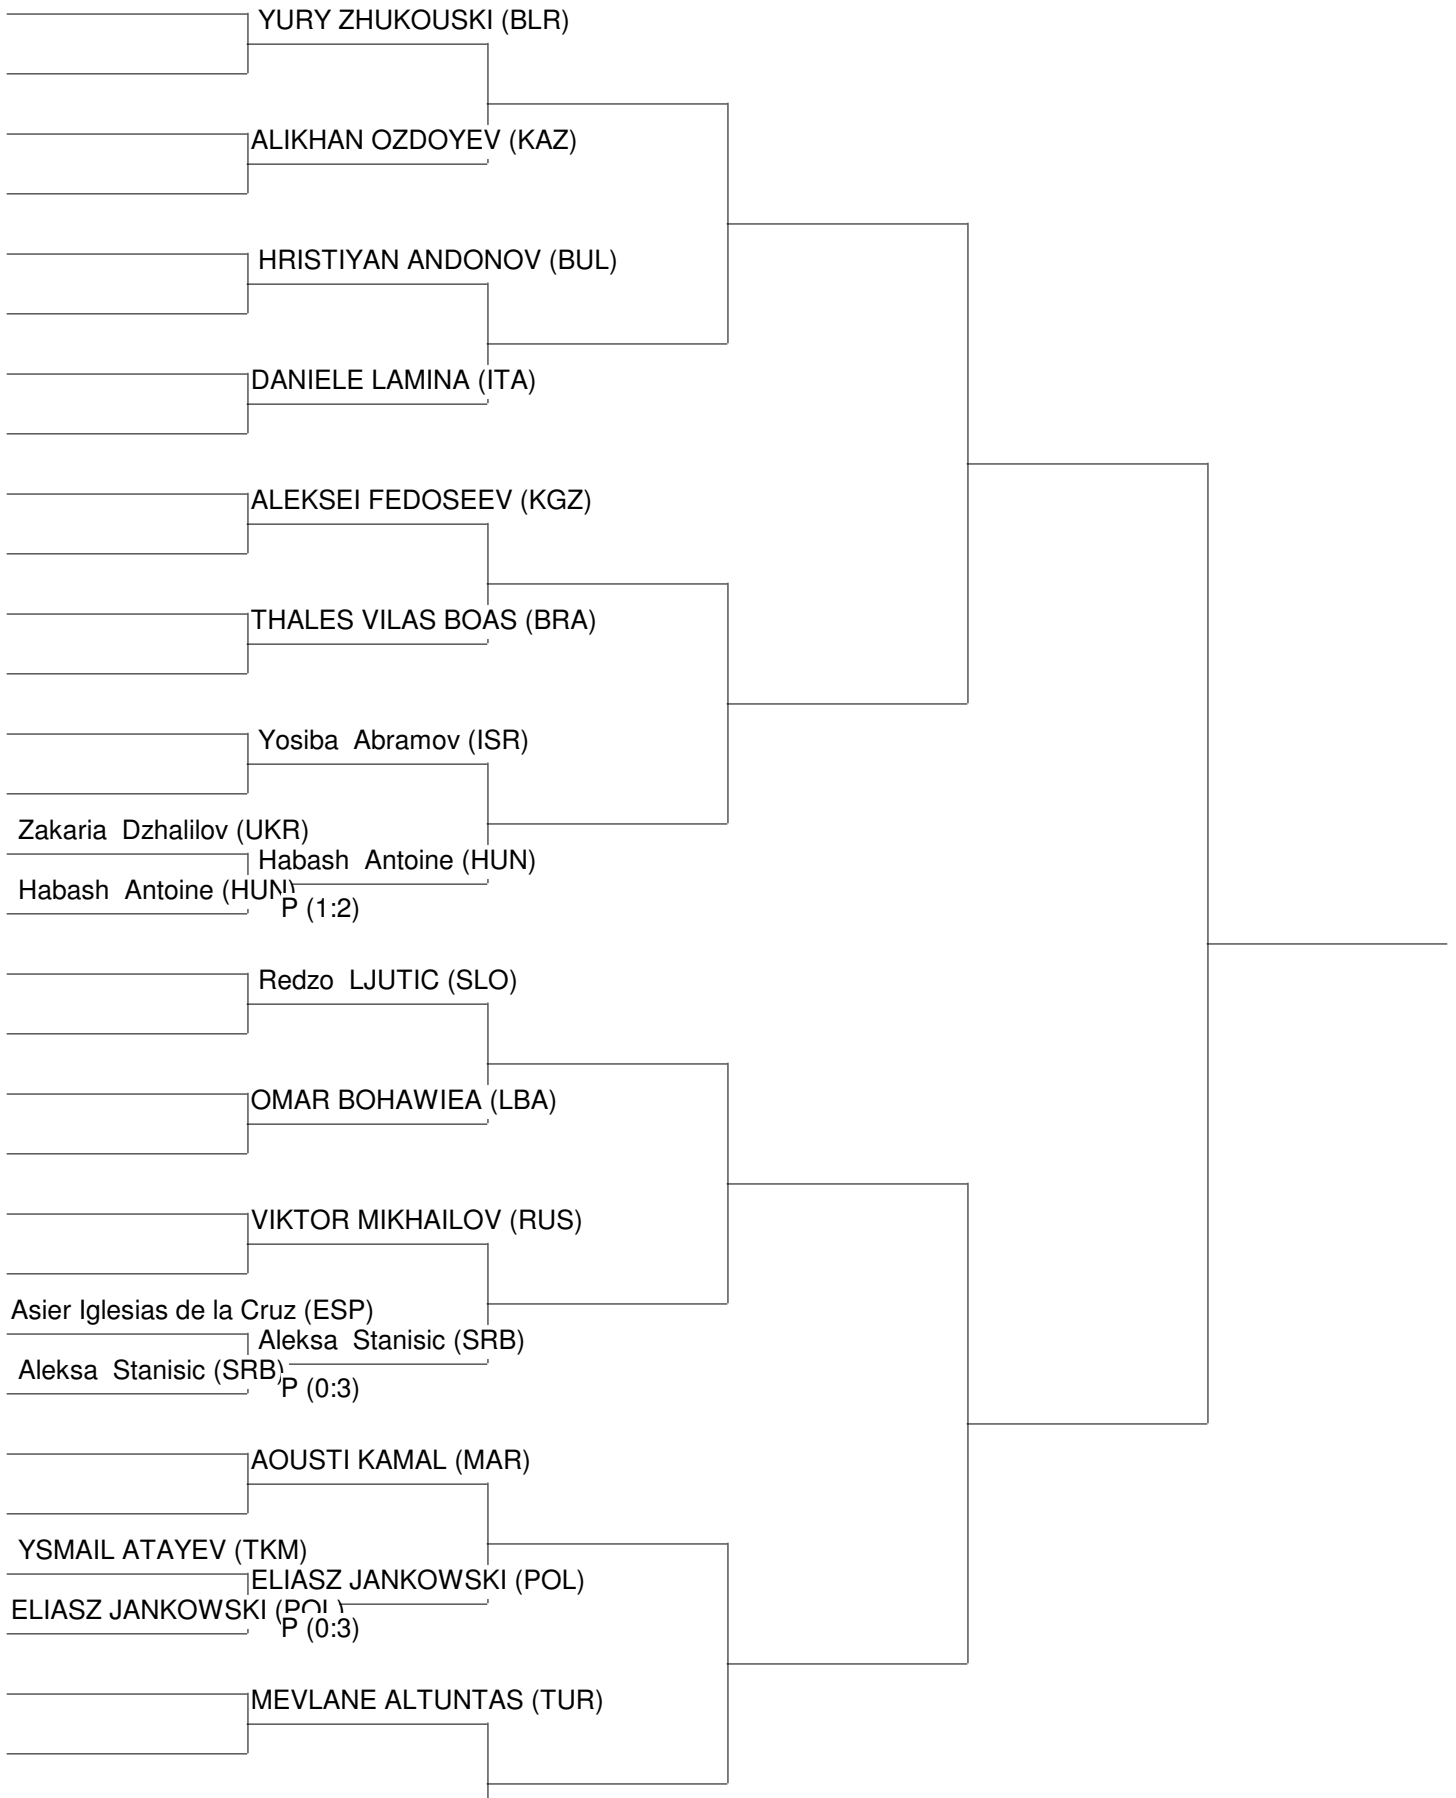 YURY ZHUKOUSKI (BLR)
ALIKHAN OZDOYEV (KAZ)
HRISTIYAN ANDONOV (BUL)
DANIELE LAMINA (ITA)
ALEKSEI FEDOSEEV (KGZ)
THALES VILAS BOAS (BRA)
Yosiba  Abramov (ISR)
Zakaria  Dzhalilov (UKR)
Habash  Antoine (HUN)
Habash  Antoine (HUN)
P (1:2)
Redzo  LJUTIC (SLO)
OMAR BOHAWIEA (LBA)
VIKTOR MIKHAILOV (RUS)
Asier Iglesias de la Cruz (ESP)
Aleksa  Stanisic (SRB)
Aleksa  Stanisic (SRB)
P (0:3)
AOUSTI KAMAL (MAR)
YSMAIL ATAYEV (TKM)
ELIASZ JANKOWSKI (POL)
ELIASZ JANKOWSKI (POL)
P (0:3)
MEVLANE ALTUNTAS (TUR)